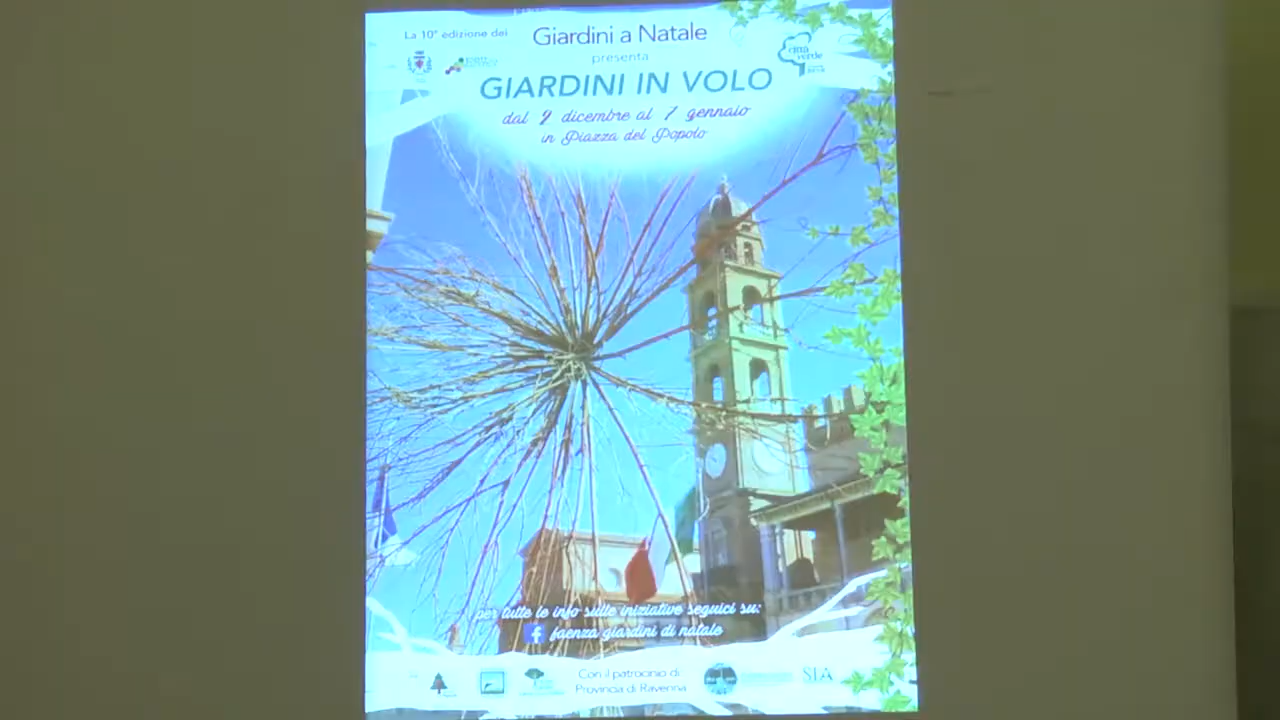 La 10° edizione dei
Giardini a Natale
presenta
città verde
GIARDINI IN VOLO
dal 9 dicembre al 7 gennaio
in Piazza del Popolo
per tutte le info sulle iniziative seguici su:
f faenza giardini di natale
Con il patrocinio di
Provincia di Ravenna